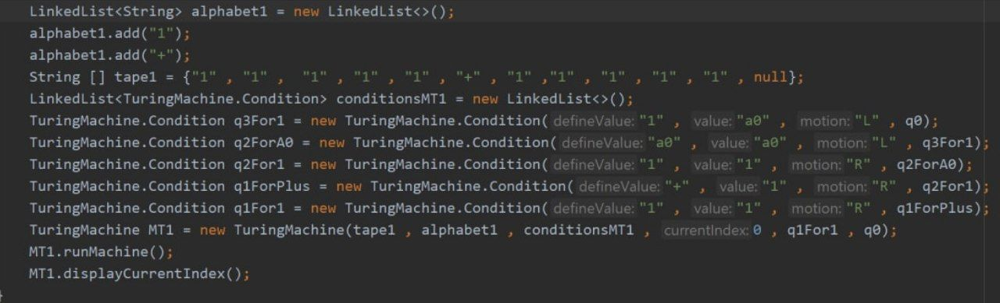 LinkedList<String> alphabet1 = new LinkedList<>();
alphabet1.add("1");
alphabet1.add("+");
String [] tape1 = {"1" , "1" ,  "1" , "1" , "1" , "+" , "1" ,"1" , "1" , "1" , "1" , null};
LinkedList<TuringMachine.Condition> conditionsMT1 = new LinkedList<>();
TuringMachine.Condition q3For1 = new TuringMachine.Condition( defineValue: "1" , value: "a0" , motion: "L" , q0);
TuringMachine.Condition q2ForA0 = new TuringMachine.Condition( defineValue: "a0" , value: "a0" , motion: "L" , q3For1);
TuringMachine.Condition q2For1 = new TuringMachine.Condition( defineValue: "1" , value: "1" , motion: "R" , q2ForA0);
TuringMachine.Condition q1ForPlus = new TuringMachine.Condition( defineValue: "+" , value: "1" , motion: "R" , q2For1);
TuringMachine.Condition q1For1 = new TuringMachine.Condition( defineValue: "1" , value: "1" , motion: "R" , q1ForPlus);
TuringMachine MT1 = new TuringMachine(tape1 , alphabet1 , conditionsMT1 , currentIndex: 0 , q1For1 , q0);
MT1.runMachine();
MT1.displayCurrentIndex();
}